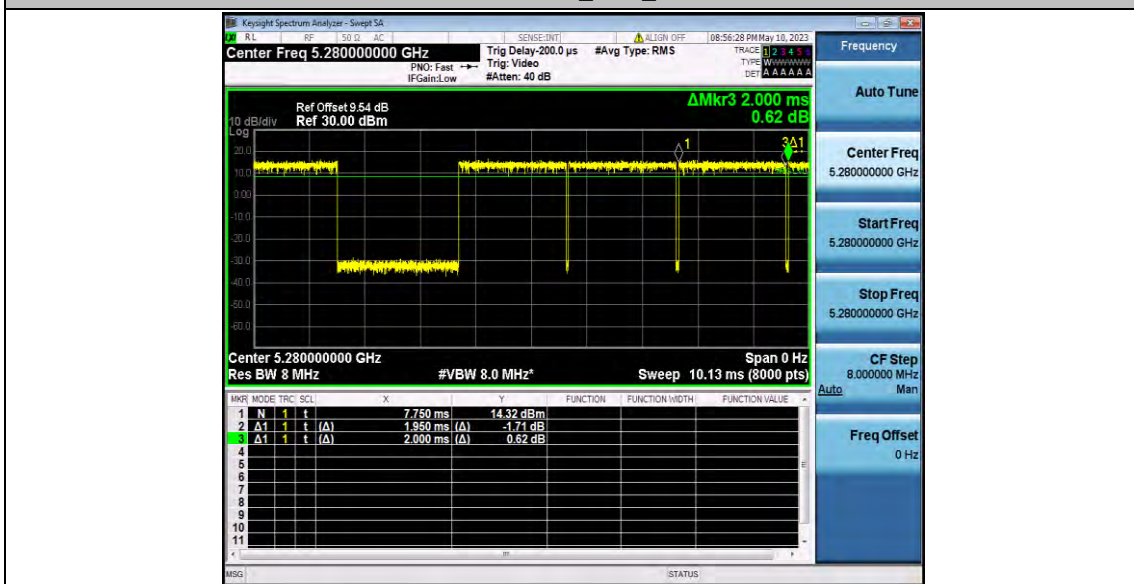 Keysight Spectrum Analyzer - Swept SA
RL RF 50 Ω AC SENSE:INT ALIGN OFF 08:56:28 PM May 10, 2023
Center Freq 5.280000000 GHz
PNO: Fast
IFGain:Low
Trig Delay-200.0 µs
Trig: Video
#Atten: 40 dB
#Avg Type: RMS
TRACE 1 2 3 4 5 6
TYPE WWWWWW
DET A A A A A A
Frequency
Auto Tune
Center Freq
5.280000000 GHz
Start Freq
5.280000000 GHz
Stop Freq
5.280000000 GHz
CF Step
8.000000 MHz
Auto Man
Freq Offset
0 Hz
ΔMkr3 2.000 ms
0.62 dB
Ref Offset 9.54 dB
10 dB/div Ref 30.00 dBm
Log
1
3Δ1
20.0
10.0
0.00
-10.0
-20.0
-30.0
-40.0
-50.0
-60.0
Center 5.280000000 GHz Span 0 Hz
Res BW 8 MHz #VBW 8.0 MHz* Sweep 10.13 ms (8000 pts)
MKR MODE TRC SCL X Y FUNCTION FUNCTION WIDTH FUNCTION VALUE
1 N 1 t 7.750 ms 14.32 dBm
2 Δ1 1 t (Δ) 1.950 ms (Δ) -1.71 dB
3 Δ1 1 t (Δ) 2.000 ms (Δ) 0.62 dB
4
5
6
7
8
9
10
11
MSG STATUS